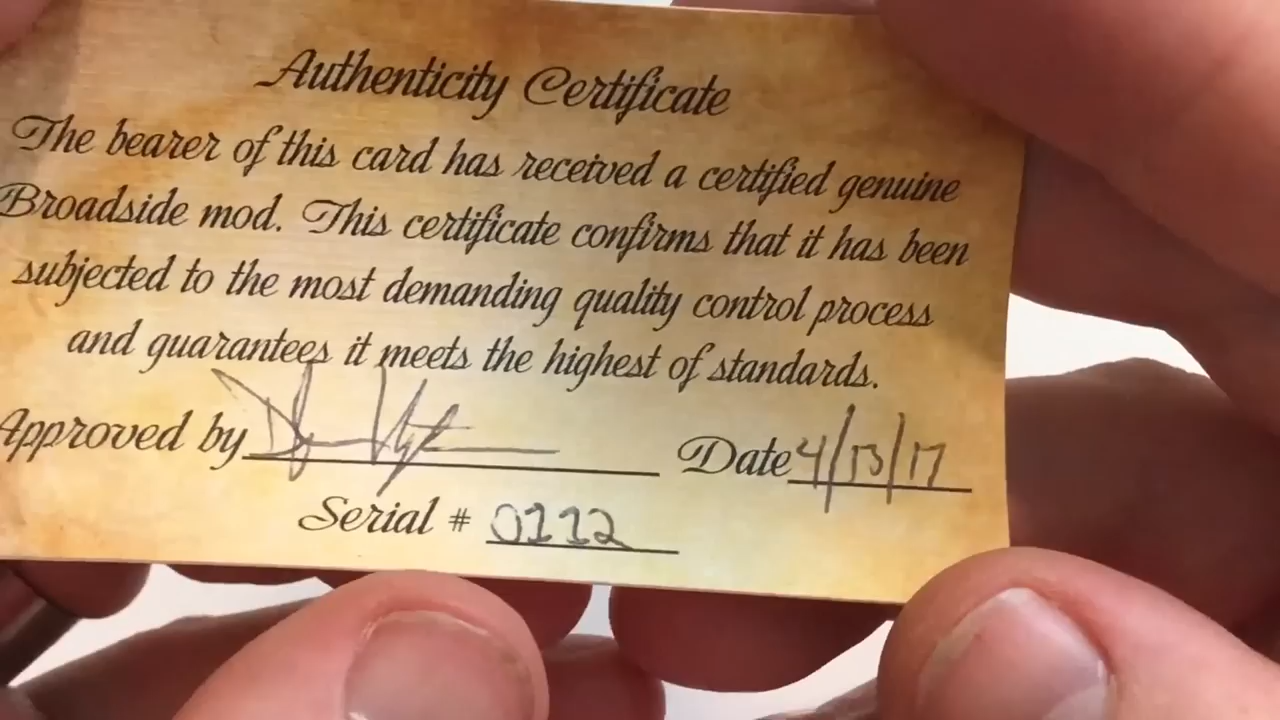 Authenticity Certificate
The bearer of this card has received a certified genuine
Broadside mod. This certificate confirms that it has been
subjected to the most demanding quality control process
and guarantees it meets the highest of standards.
Approved by Date 4/13/17
Serial # 0112